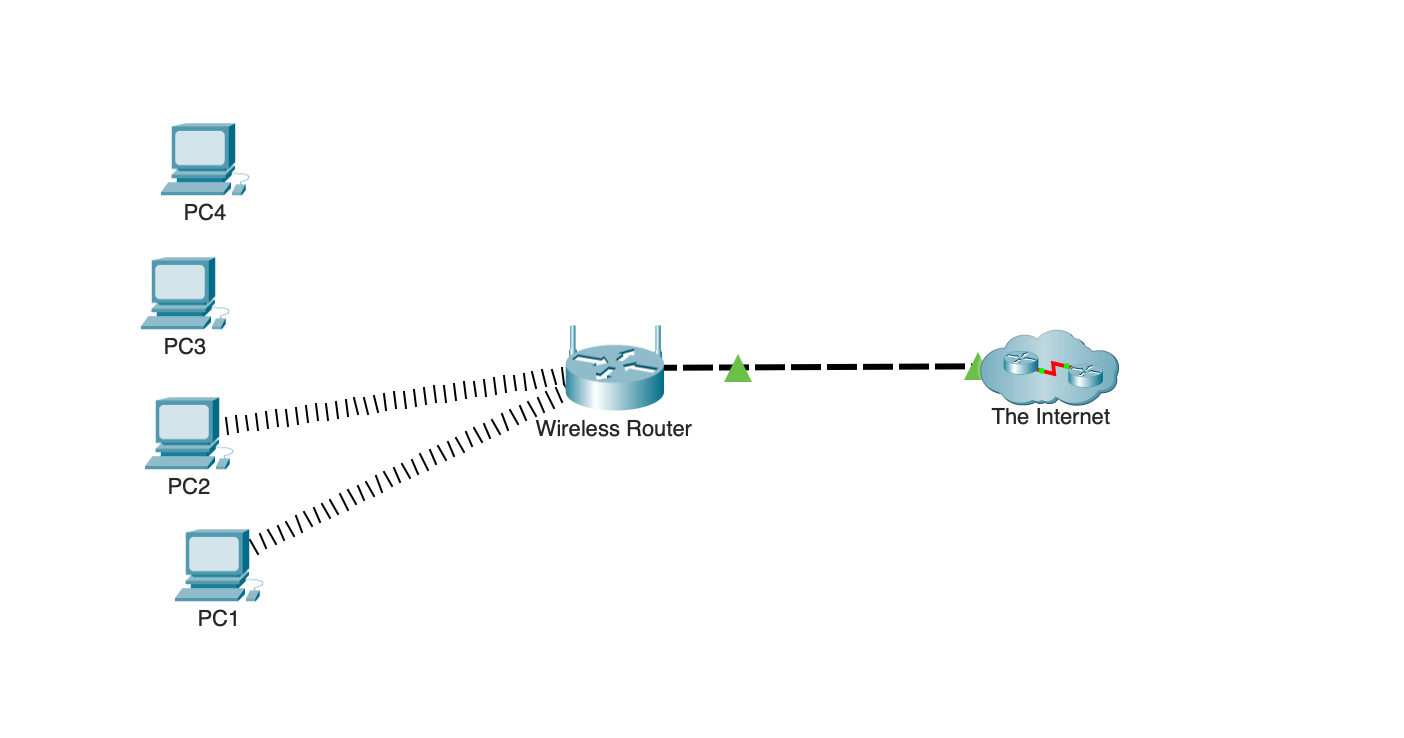 PC4
PC3
PC2
PC1
Wireless Router
The Internet